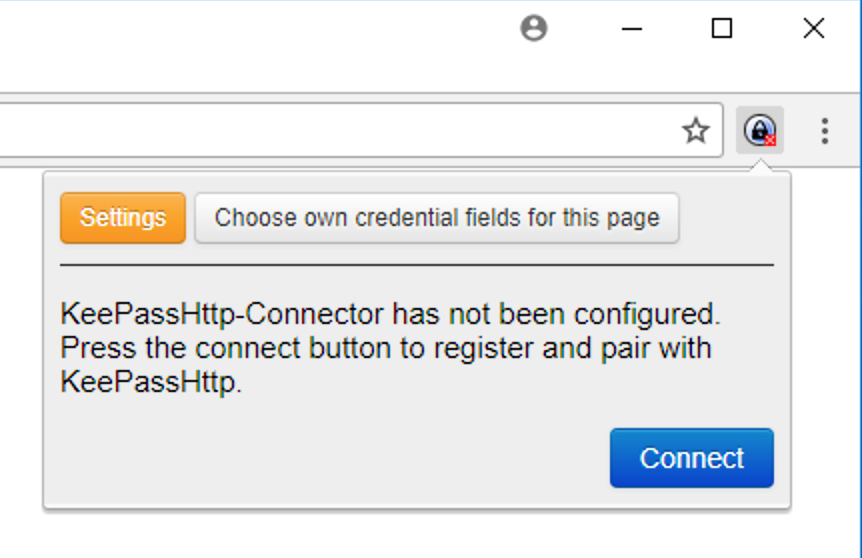 Settings
Choose own credential fields for this page
KeePassHttp-Connector has not been configured.
Press the connect button to register and pair with
KeePassHttp.
Connect